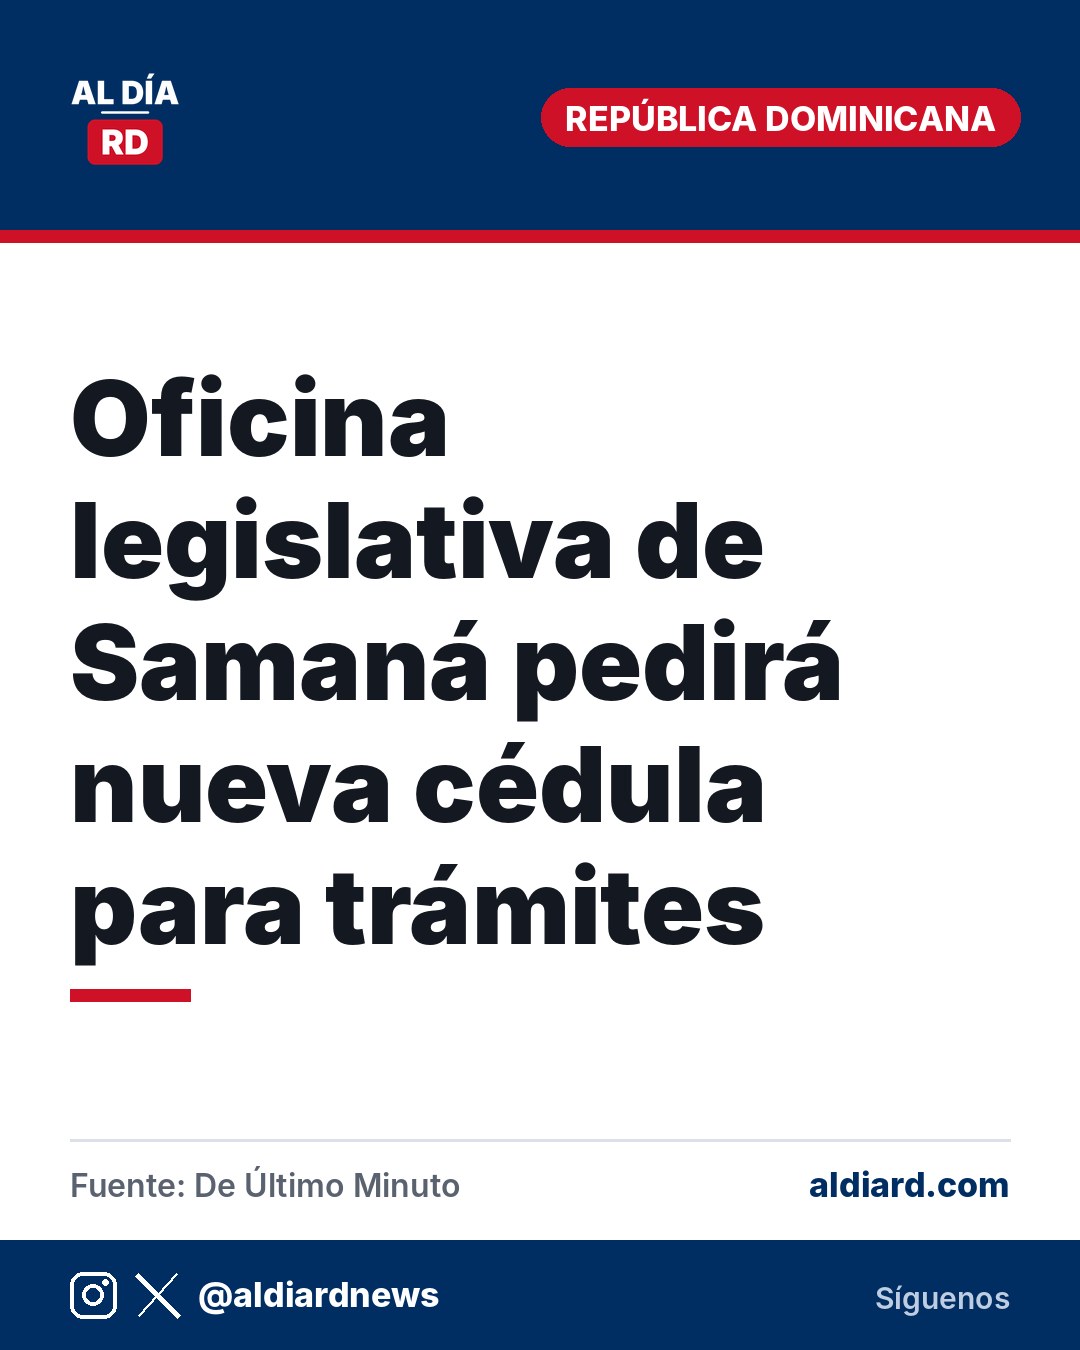 AL DÍA
RD
REPÚBLICA DOMINICANA
Oficina
legislativa de
Samaná pedirá
nueva cédula
para trámites
Fuente: De Último Minuto
aldiard.com
@aldiardnews
Síguenos